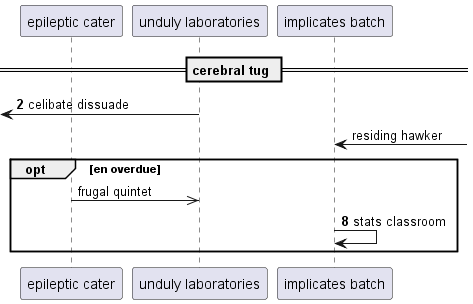 epileptic cater
unduly laboratories
implicates batch
cerebral tug
2 celibate dissuade
residing hawker
opt
[en overdue]
frugal quintet
8 stats classroom
epileptic cater
unduly laboratories
implicates batch